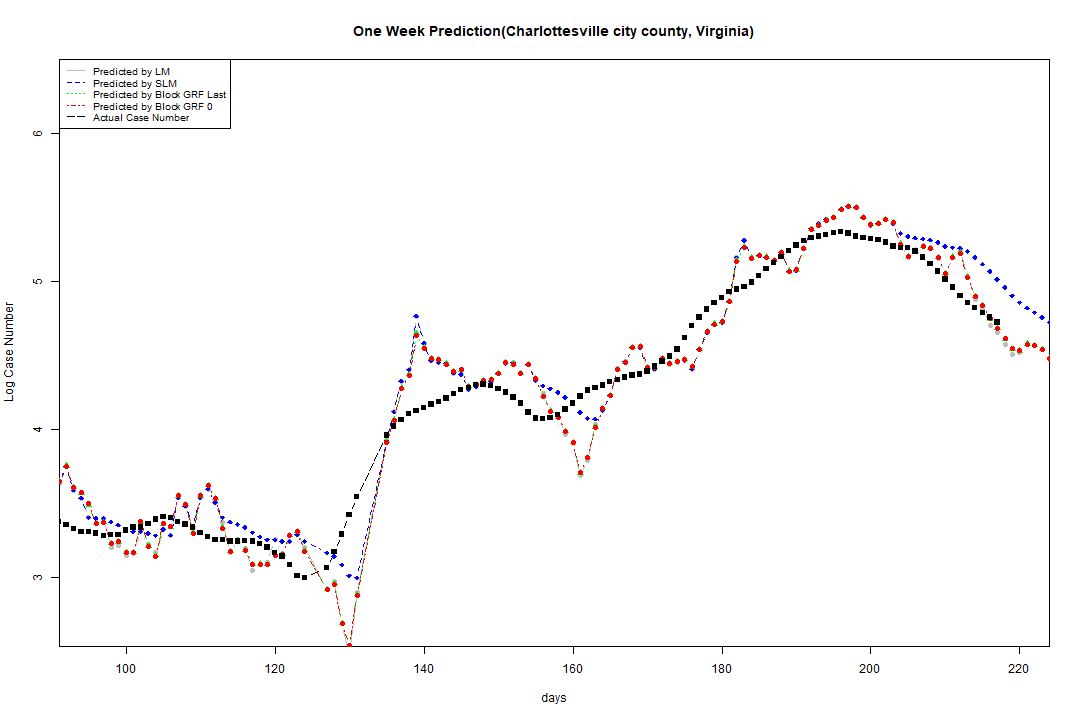 One Week Prediction(Charlottesville city county, Virginia)
Predicted by LM
Predicted by SLM
Predicted by Block GRF Last
Predicted by Block GRF 0
Actual Case Number
6
5
4
3
Log Case Number
100 120 140 160 180 200 220
days